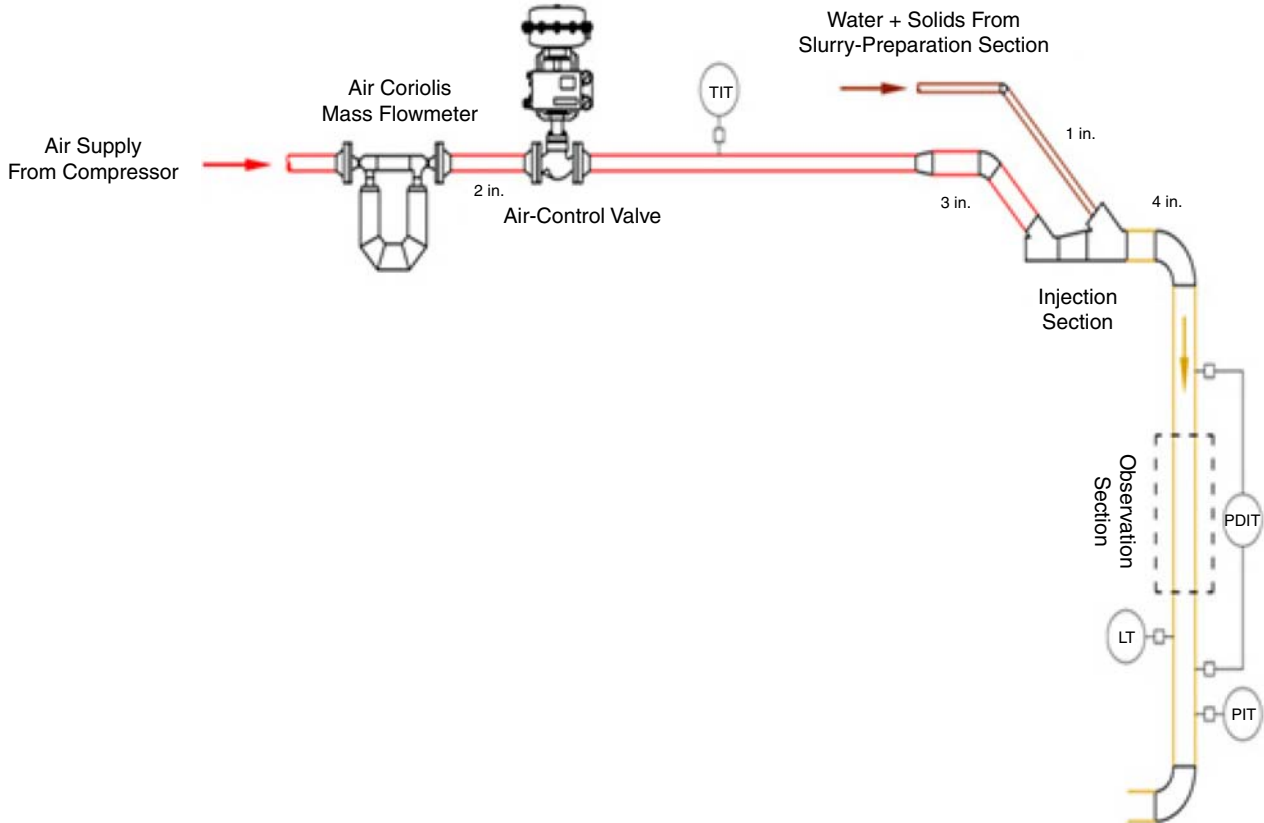 Water + Solids From
Slurry-Preparation Section
Air Coriolis
Mass Flowmeter
TIT
Air Supply
From Compressor
1 in.
2 in.
Air-Control Valve
3 in.
4 in.
Injection
Section
Observation
Section
PDIT
LT
PIT